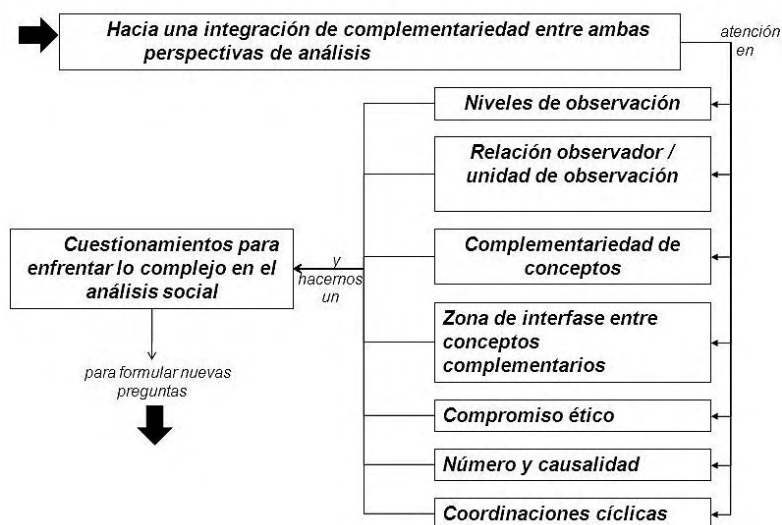 Hacia una integración de complementariedad entre ambas
perspectivas de análisis
atención
en
Niveles de observación
Relación observador /
unidad de observación
Complementariedad de
conceptos
Zona de interfase entre
conceptos
complementarios
Compromiso ético
Número y causalidad
Coordinaciones cíclicas
y
hacernos
un
Cuestionamientos para
enfrentar lo complejo en el
análisis social
para formular nuevas
preguntas